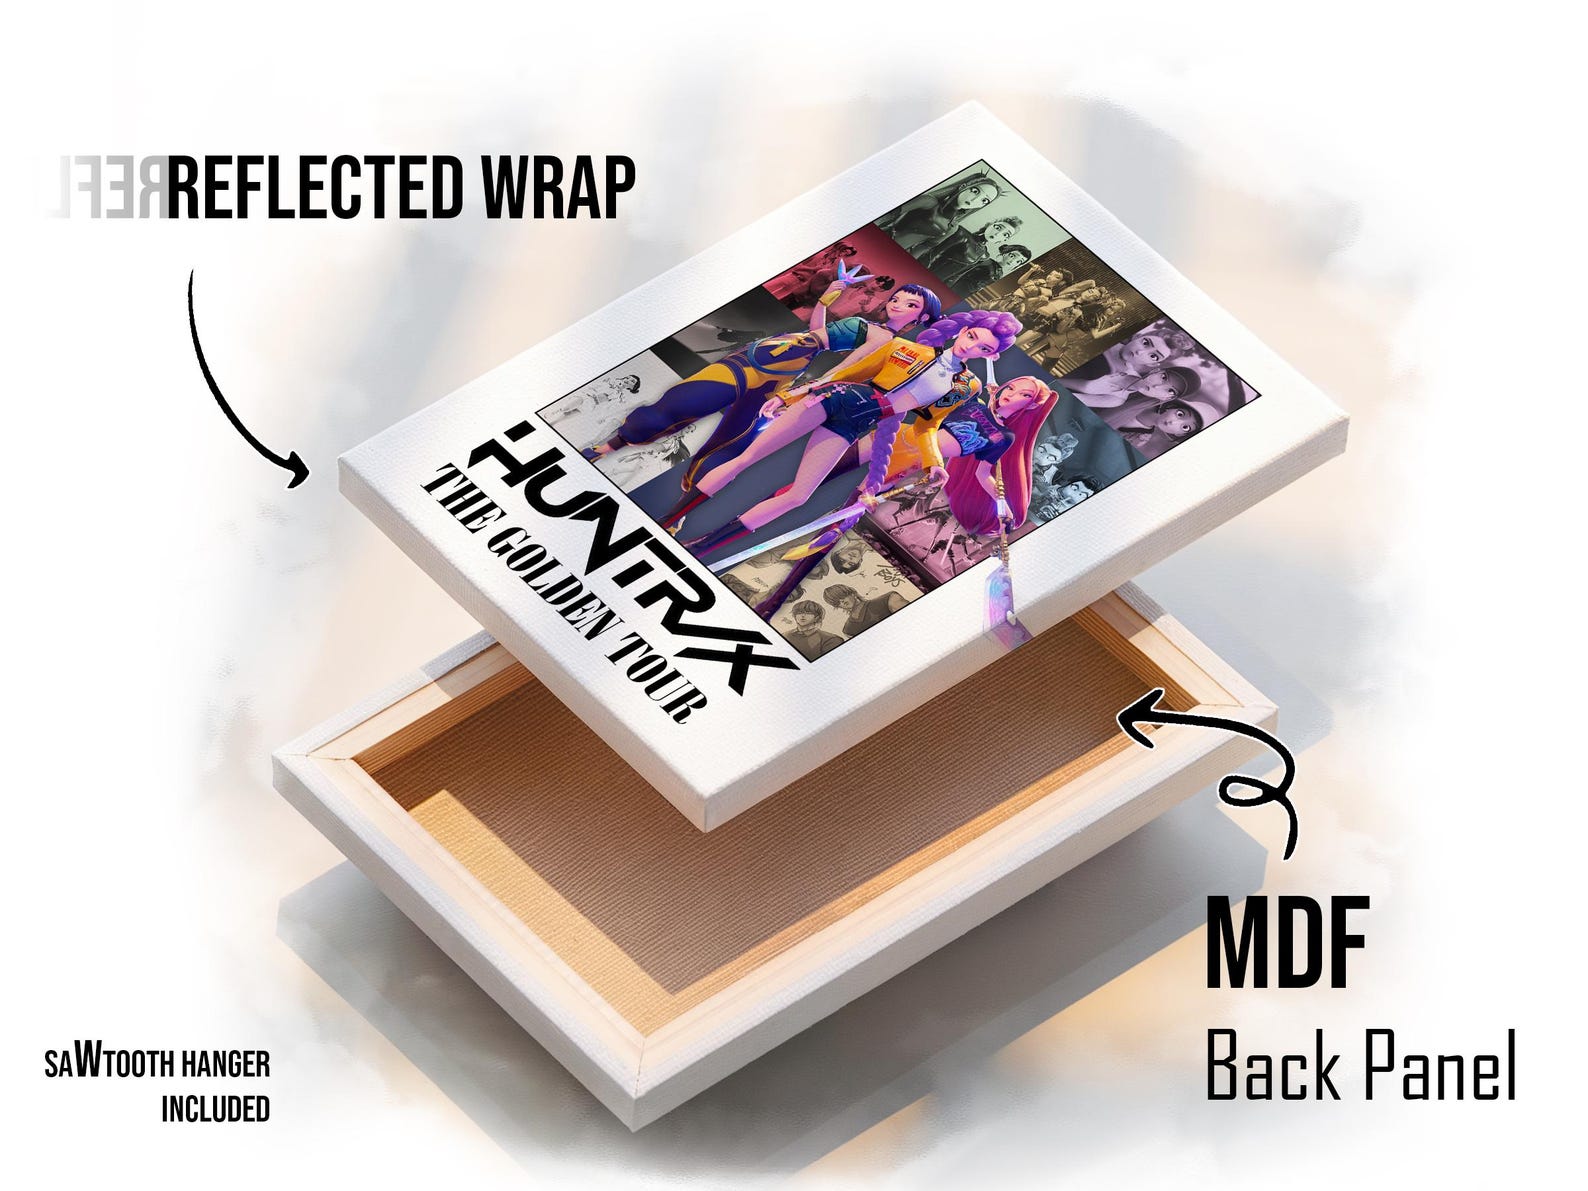 REFLECTED WRAP
HUNTR/X
THE GOLDEN TOUR
MDF
Back Panel
SAWTOOTH HANGER
INCLUDED